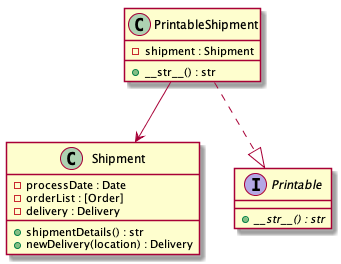 C PrintableShipment
shipment : Shipment
__str__() : str
C Shipment
processDate : Date
orderList : [Order]
delivery : Delivery
shipmentDetails() : str
newDelivery(location) : Delivery
I Printable
__str__() : str